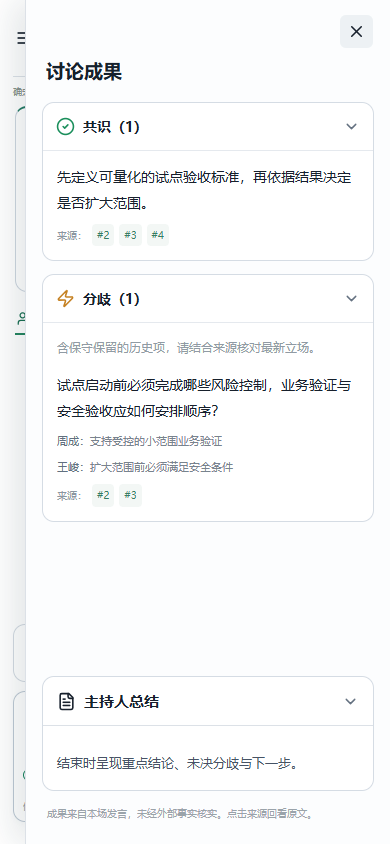 讨论成果
共识（1）
先定义可量化的试点验收标准，再依据结果决定
是否扩大范围。
来源： #2 #3 #4
分歧（1）
含保守保留的历史项，请结合来源核对最新立场。
试点启动前必须完成哪些风险控制，业务验证与
安全验收应如何安排顺序？
周成：支持受控的小范围业务验证
王峻：扩大范围前必须满足安全条件
来源： #2 #3
主持人总结
结束时呈现重点结论、未决分歧与下一步。
成果来自本场发言，未经外部事实核实。点击来源回看原文。